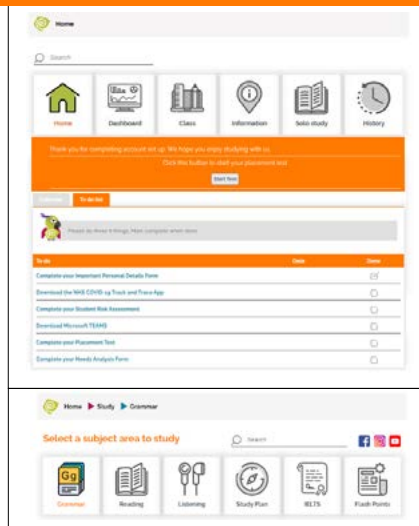 Home
Search
Home Dashboard Class Information Solo study History
Thank you for completing account set up. We hope you enjoy studying with us.
Click the button to start your placement test
Start Test
To do list
Please do these 6 things. Mark complete when done.
To do Date Done
Complete your Important Personal Details Form
Download the NHS COVID-19 Track and Trace App
Complete your Student Risk Assessment
Download Microsoft TEAMS
Complete your Placement Test
Complete your Needs Analysis Form
Home Study Grammar
Select a subject area to study
Search
Gg
Grammar Reading Listening Study Plan IELTS Flash Points